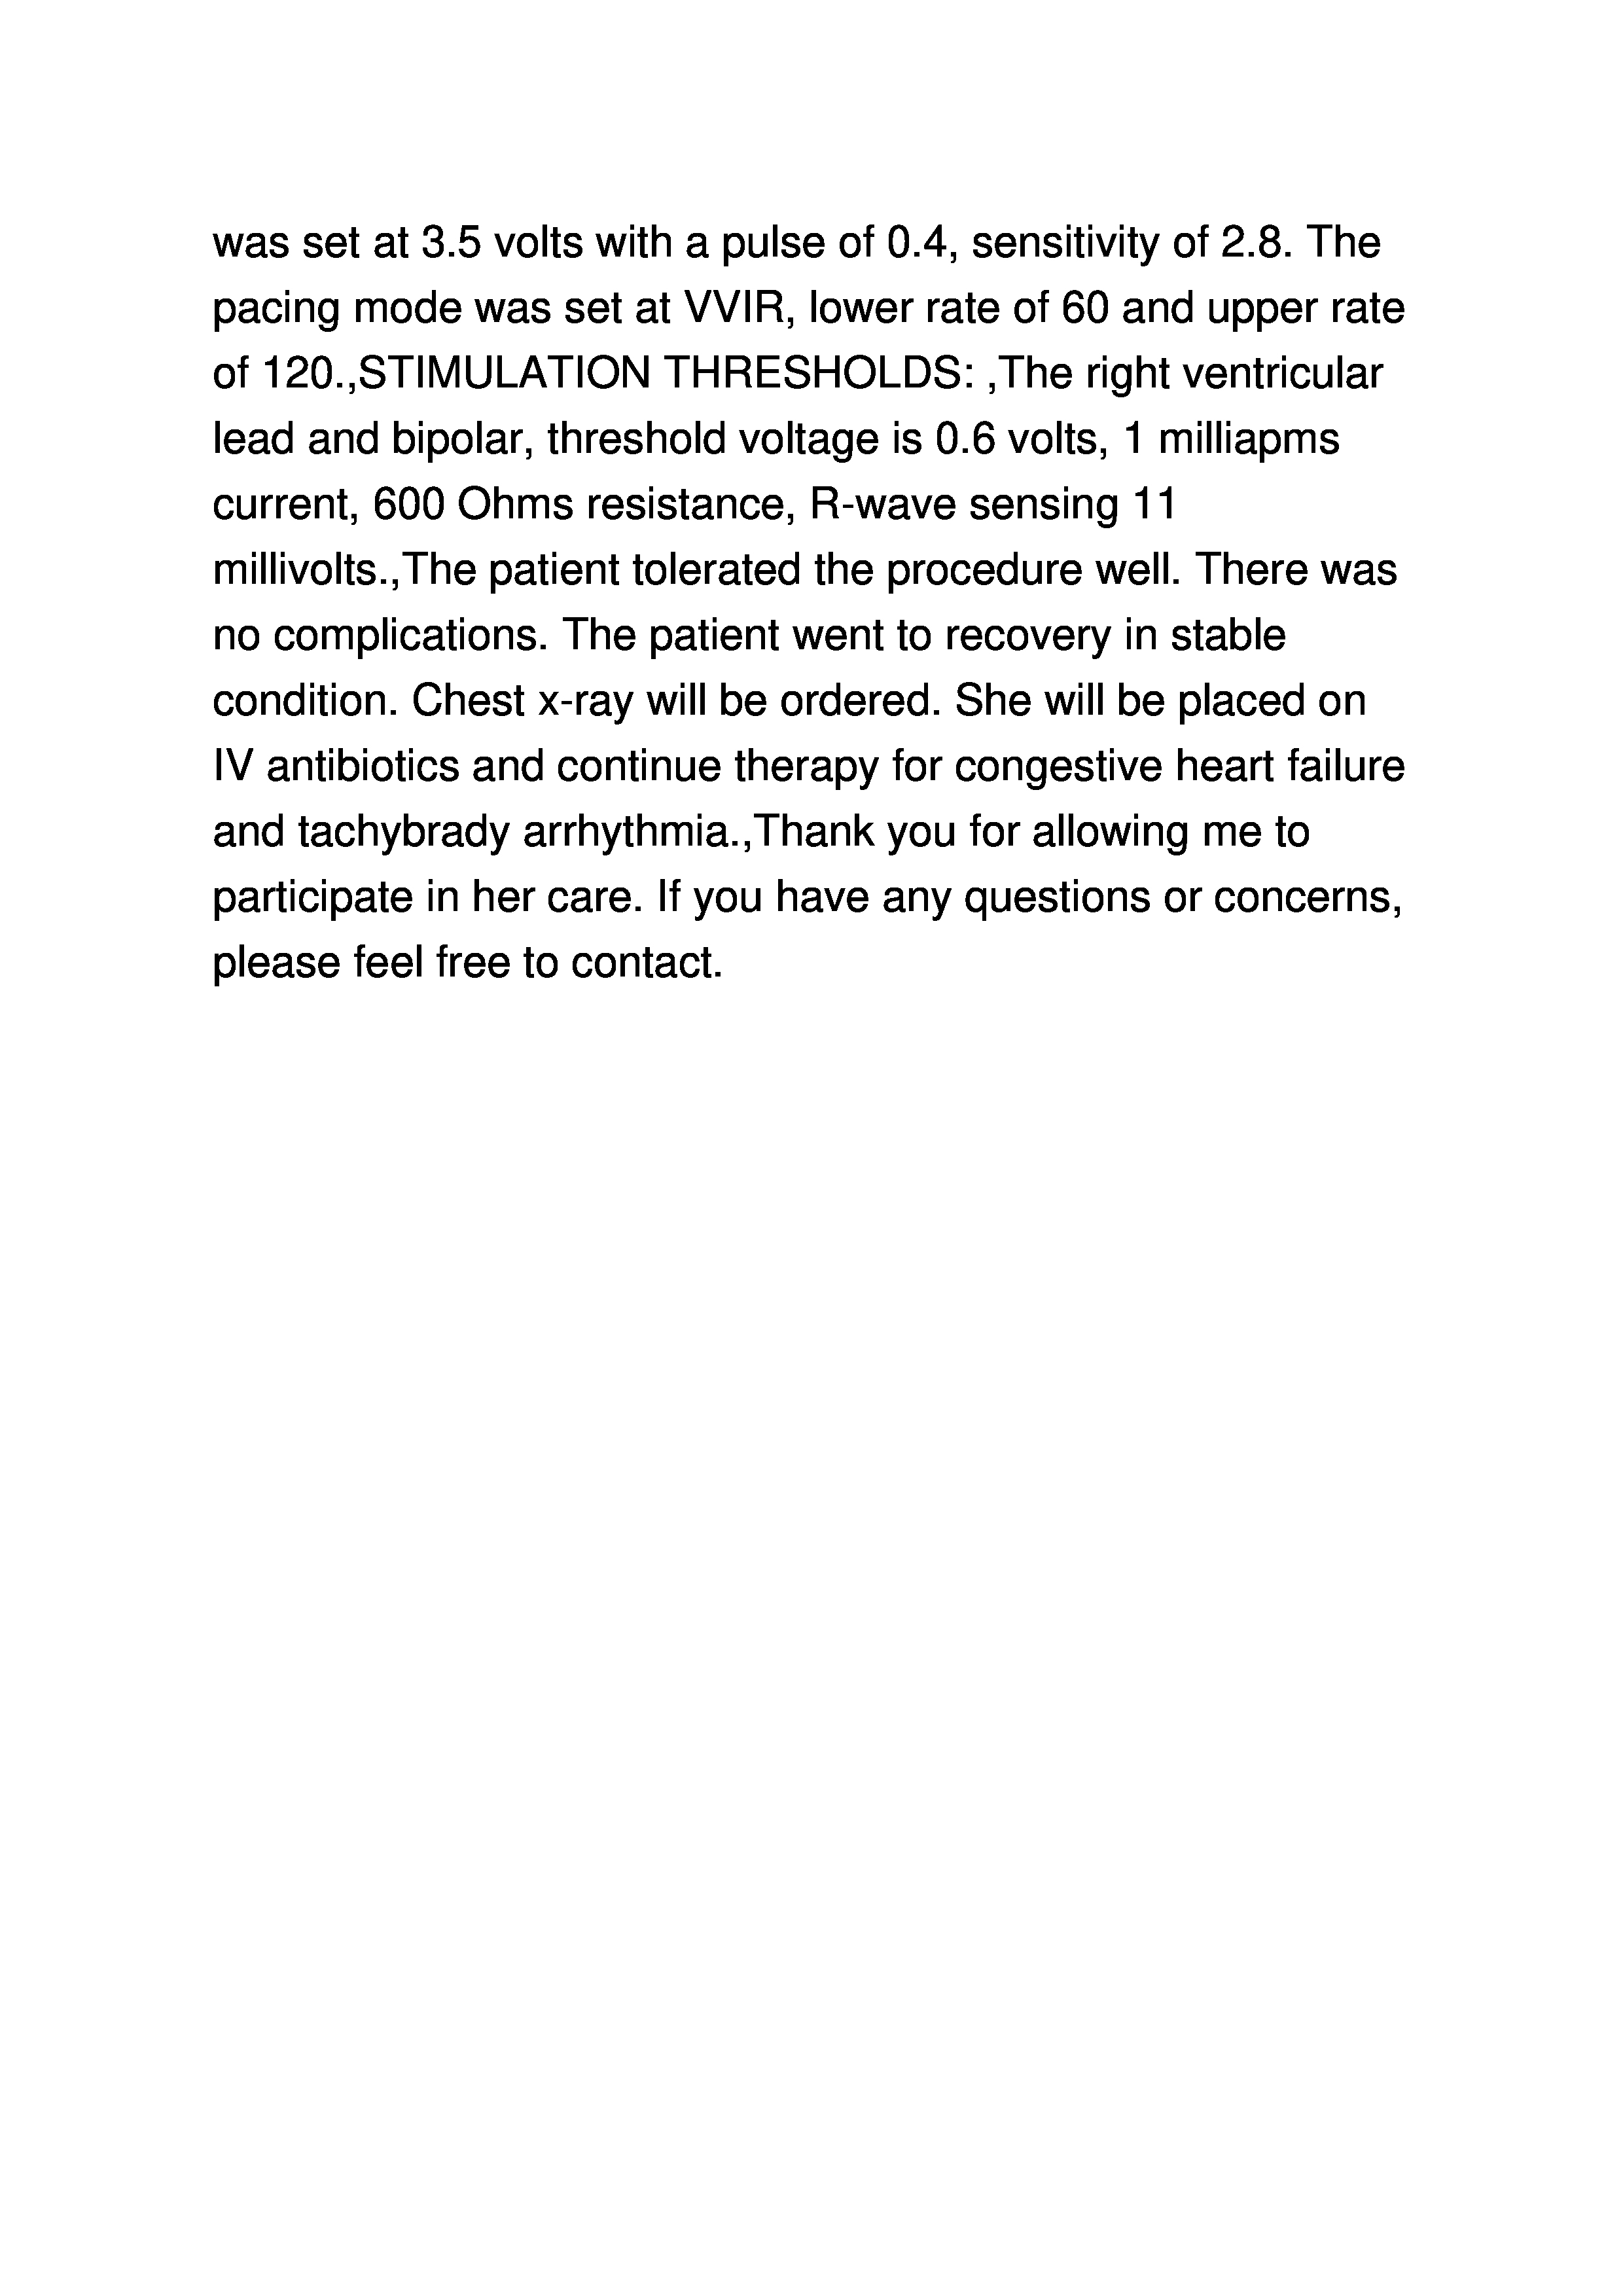 was set at 3.5 volts with a pulse of 0.4, sensitivity of 2.8. The
pacing mode was set at VVIR, lower rate of 60 and upper rate
of 120.,STIMULATION THRESHOLDS: ,The right ventricular
lead and bipolar, threshold voltage is 0.6 volts, 1 milliapms
current, 600 Ohms resistance, R-wave sensing 11
millivolts.,The patient tolerated the procedure well. There was
no complications. The patient went to recovery in stable
condition. Chest x-ray will be ordered. She will be placed on
IV antibiotics and continue therapy for congestive heart failure
and tachybrady arrhythmia.,Thank you for allowing me to
participate in her care. If you have any questions or concerns,
please feel free to contact.